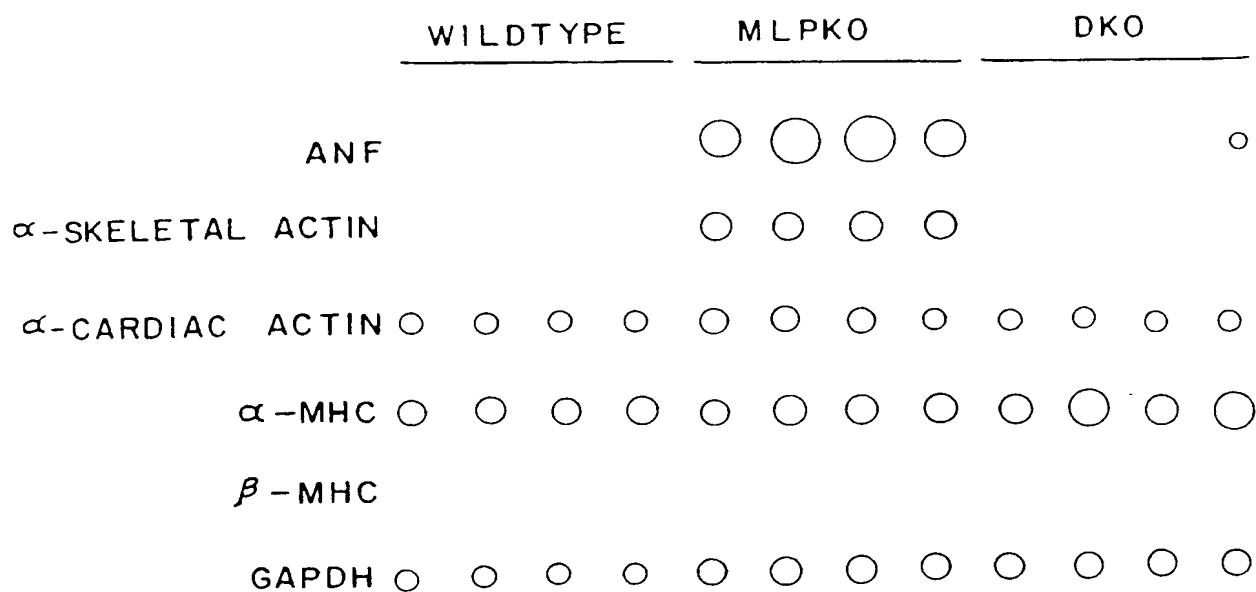 WILDTYPE MLPKO DKO
ANF
α-SKELETAL ACTIN
α-CARDIAC ACTIN
α-MHC
β-MHC
GAPDH